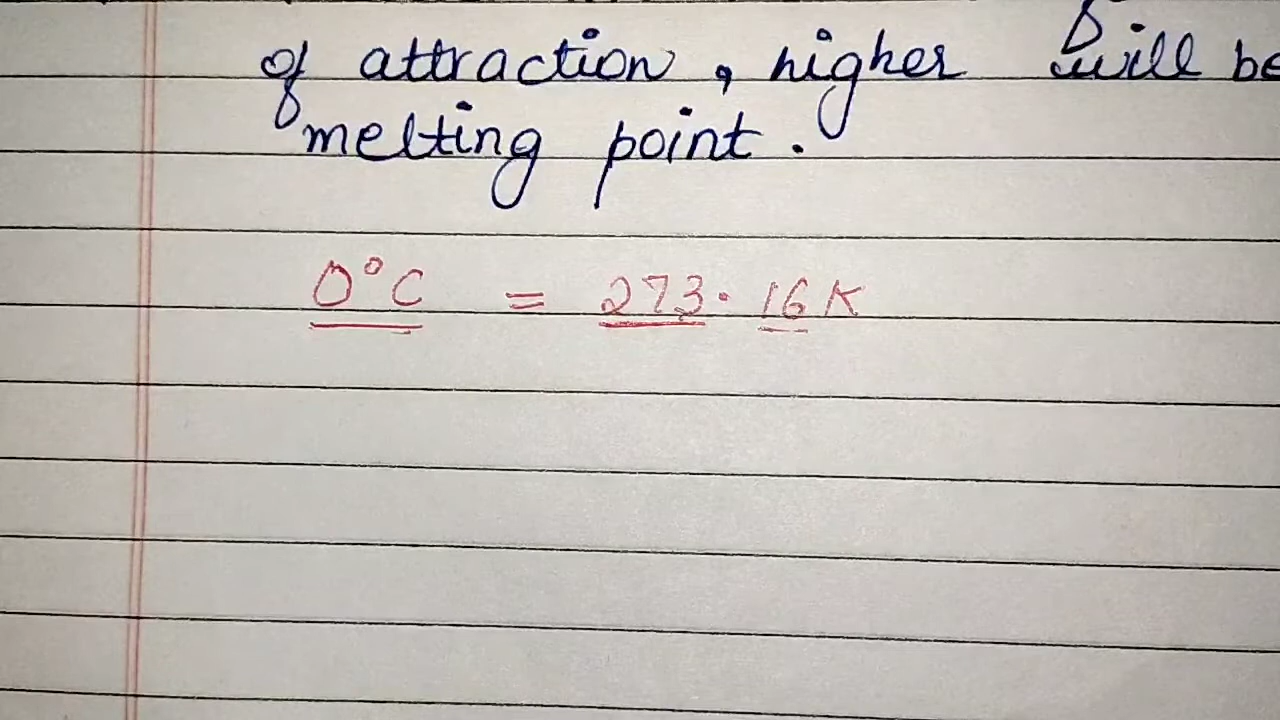 of attraction, higher will be
melting point.
0°C = 273.16K